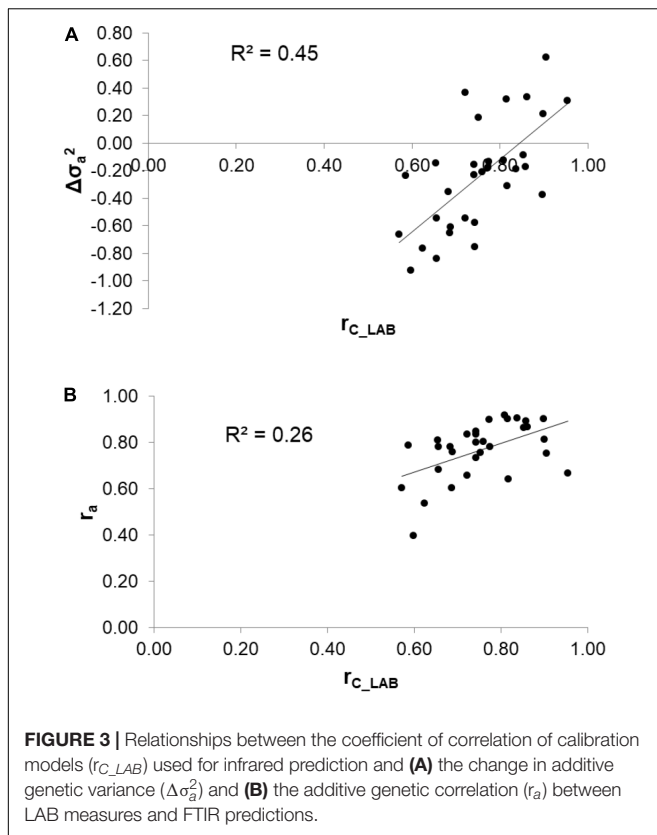 A
R² = 0.45
0.80
0.60
0.40
0.20
0.00
-0.20
-0.40
-0.60
-0.80
-1.00
-1.20
Δσₐ²
0.00 0.20 0.40 0.60 0.80 1.00
r_C_LAB
B
R² = 0.26
1.00
0.80
0.60
0.40
0.20
0.00
rₐ
0.00 0.20 0.40 0.60 0.80 1.00
r_C_LAB
FIGURE 3 | Relationships between the coefficient of correlation of calibration
models (r_C_LAB) used for infrared prediction and (A) the change in additive
genetic variance (Δσ²ₐ) and (B) the additive genetic correlation (rₐ) between
LAB measures and FTIR predictions.